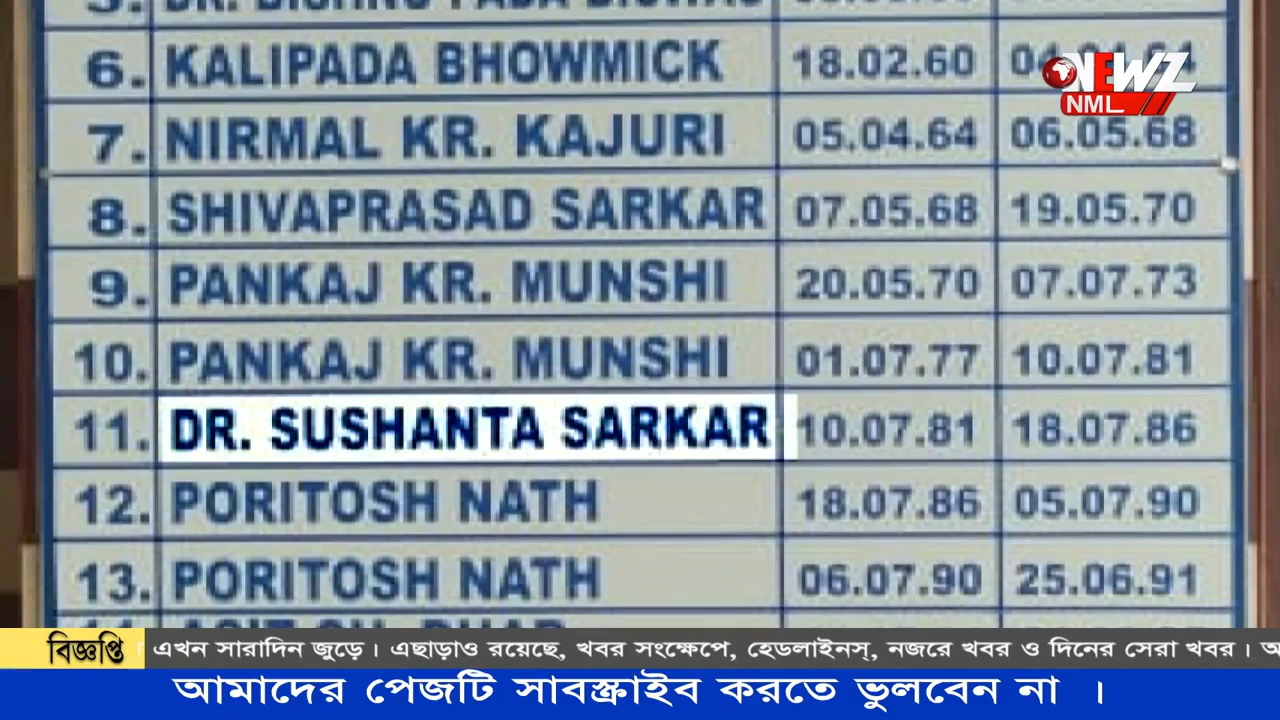 6. KALIPADA BHOWMICK 18.02.60
7. NIRMAL KR. KAJURI 05.04.64 06.05.68
8. SHIVAPRASAD SARKAR 07.05.68 19.05.70
9. PANKAJ KR. MUNSHI 20.05.70 07.07.73
10. PANKAJ KR. MUNSHI 01.07.77 10.07.81
11. DR. SUSHANTA SARKAR 10.07.81 18.07.86
12. PORITOSH NATH 18.07.86 05.07.90
13. PORITOSH NATH 06.07.90 25.06.91
NEWZ
NML
বিজ্ঞপ্তি এখন সারাদিন জুড়ে। এছাড়াও রয়েছে, খবর সংক্ষেপে, হেডলাইনস্, নজরে খবর ও দিনের সেরা খবর।
আমাদের পেজটি সাবস্ক্রাইব করতে ভুলবেন না ।